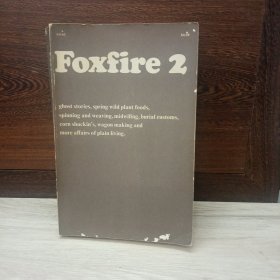 Foxfire 2
ghost stories, spring wild plant foods,
spinning and weaving, midwifing, burial customs,
corn shuckin's, wagon making and
more affairs of plain living.